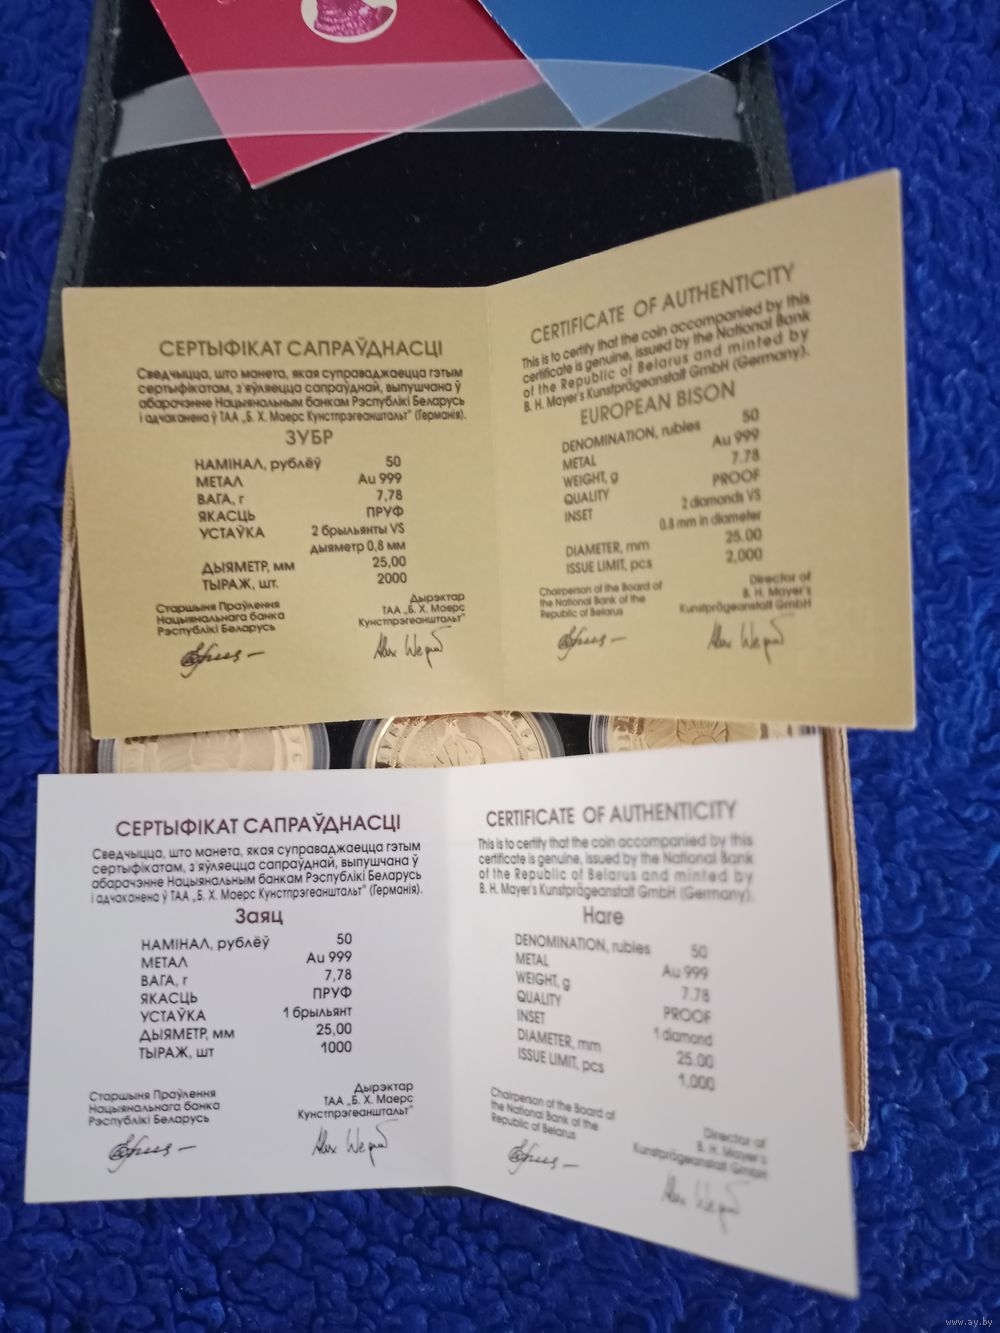 СЕРТЫФІКАТ САПРАЎДНАСЦІ
Сведчыцца, што манета, якая суправаджаецца гэтым
сертыфікатам, з'яўляецца сапраўднай, выпушчана ў
абарачэнне Нацыянальным банкам Рэспублікі Беларусь
і адчаканена ў ТАА „Б. Х. Маерс Кунстпрэгеанштальт" (Германія).
ЗУБР
НАМІНАЛ, рублёў 50
МЕТАЛ Au 999
ВАГА, г 7,78
ЯКАСЦЬ ПРУФ
УСТАЎКА 2 брыльянты VS
дыяметр 0,8 мм
ДЫЯМЕТР, мм 25,00
ТЫРАЖ, шт. 2000
Старшыня Праўлення
Нацыянальнага банка
Рэспублікі Беларусь
Дырэктар
ТАА „Б. Х. Маерс
Кунстпрэгеанштальт"
CERTIFICATE OF AUTHENTICITY
This is to certify that the coin accompanied by this
certificate is genuine, issued by the National Bank
of the Republic of Belarus and minted by
B. H. Mayer's Kunstprägeanstalt GmbH (Germany).
EUROPEAN BISON
DENOMINATION, rubles 50
METAL Au 999
WEIGHT, g 7.78
QUALITY PROOF
INSET 2 diamonds VS
0.8 mm in diameter
DIAMETER, mm 25.00
ISSUE LIMIT, pcs 2,000
Chairperson of the Board of
the National Bank of the
Republic of Belarus
Director of
B. H. Mayer's
Kunstprägeanstalt GmbH
СЕРТЫФІКАТ САПРАЎДНАСЦІ
Сведчыцца, што манета, якая суправаджаецца гэтым
сертыфікатам, з'яўляецца сапраўднай, выпушчана ў
абарачэнне Нацыянальным банкам Рэспублікі Беларусь
і адчаканена ў ТАА „Б. Х. Маерс Кунстпрэгеанштальт" (Германія).
Заяц
НАМІНАЛ, рублёў 50
МЕТАЛ Au 999
ВАГА, г 7,78
ЯКАСЦЬ ПРУФ
УСТАЎКА 1 брыльянт
ДЫЯМЕТР, мм 25,00
ТЫРАЖ, шт 1000
Старшыня Праўлення
Нацыянальнага банка
Рэспублікі Беларусь
Дырэктар
ТАА „Б. Х. Маерс
Кунстпрэгеанштальт"
CERTIFICATE OF AUTHENTICITY
This is to certify that the coin accompanied by this
certificate is genuine, issued by the National Bank
of the Republic of Belarus and minted by
B. H. Mayer's Kunstprägeanstalt GmbH (Germany).
Hare
DENOMINATION, rubles 50
METAL Au 999
WEIGHT, g 7.78
QUALITY PROOF
INSET 1 diamond
DIAMETER, mm 25.00
ISSUE LIMIT, pcs 1,000
Chairperson of the Board of
the National Bank of the
Republic of Belarus
Director of
B. H. Mayer's
Kunstprägeanstalt GmbH
www.ay.by